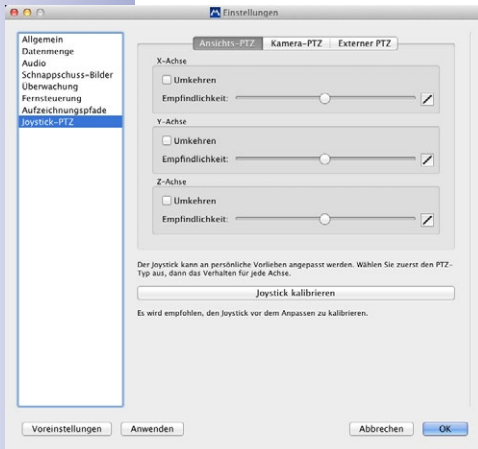 Einstellungen
Allgemein
Datenmenge
Audio
Schnappschuss-Bilder
Überwachung
Fernsteuerung
Aufzeichnungspfade
Joystick-PTZ
Ansichts-PTZ Kamera-PTZ Externer PTZ
X-Achse
Umkehren
Empfindlichkeit:
Y-Achse
Umkehren
Empfindlichkeit:
Z-Achse
Umkehren
Empfindlichkeit:
Der Joystick kann an persönliche Vorlieben angepasst werden. Wählen Sie zuerst den PTZ-
Typ aus, dann das Verhalten für jede Achse.
Joystick kalibrieren
Es wird empfohlen, den Joystick vor dem Anpassen zu kalibrieren.
Voreinstellungen Anwenden Abbrechen OK